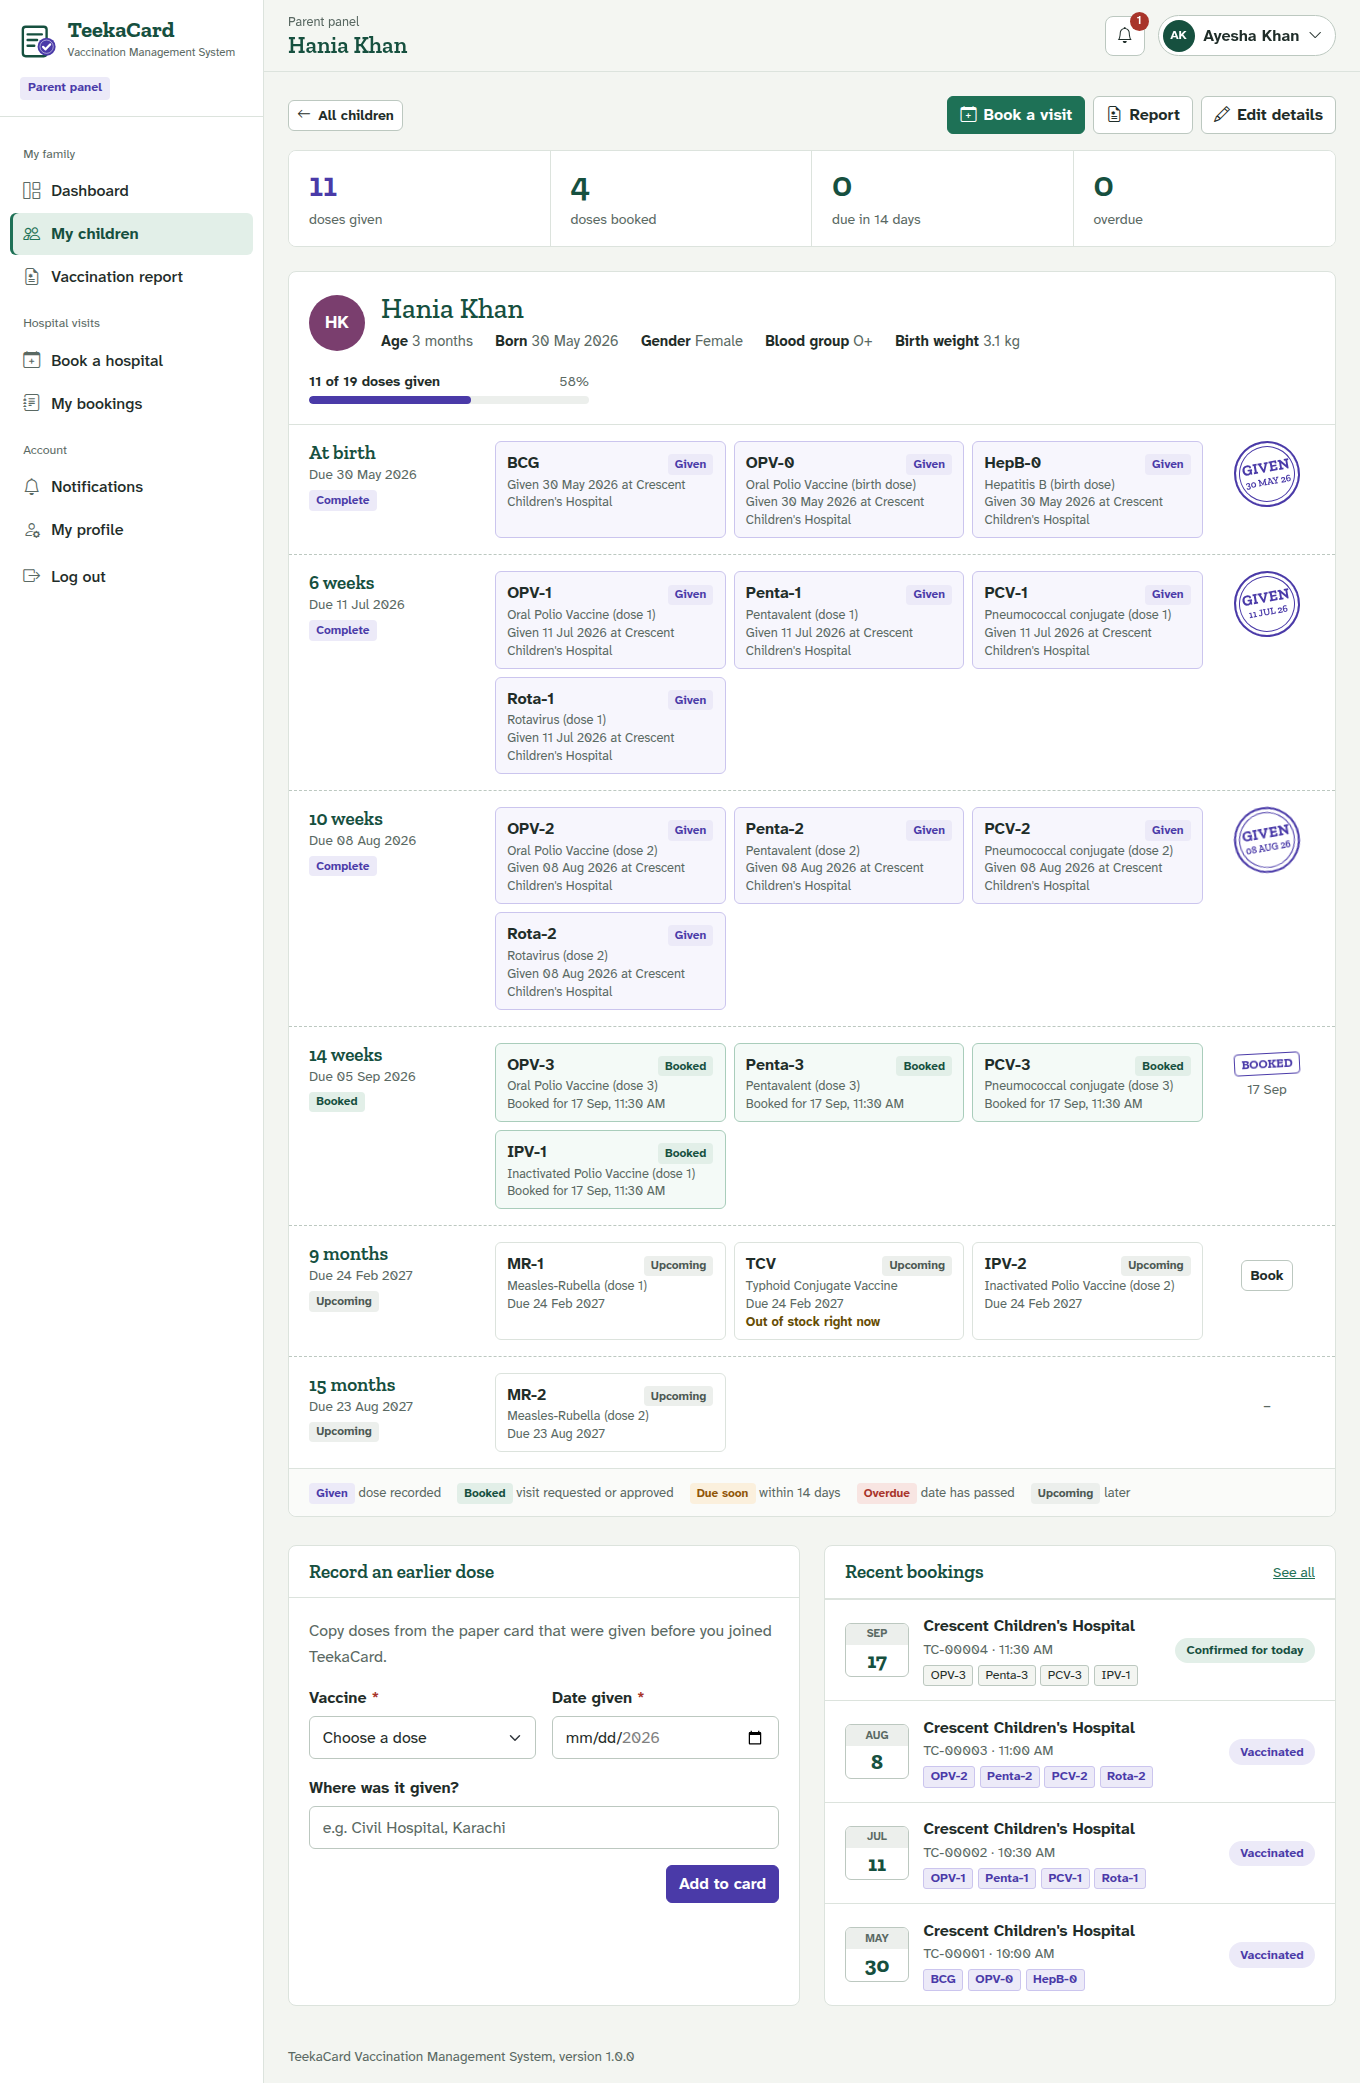 TeekaCard
Vaccination Management System
Parent panel
My family
Dashboard
My children
Vaccination report
Hospital visits
Book a hospital
My bookings
Account
Notifications
My profile
Log out
Parent panel
Hania Khan
1
AK Ayesha Khan
← All children
Book a visit
Report
Edit details
11
doses given
4
doses booked
0
due in 14 days
0
overdue
HK
Hania Khan
Age 3 months Born 30 May 2026 Gender Female Blood group O+ Birth weight 3.1 kg
11 of 19 doses given 58%
At birth
Due 30 May 2026
Complete
BCG Given
Given 30 May 2026 at Crescent
Children's Hospital
OPV-0 Given
Oral Polio Vaccine (birth dose)
Given 30 May 2026 at Crescent
Children's Hospital
HepB-0 Given
Hepatitis B (birth dose)
Given 30 May 2026 at Crescent
Children's Hospital
GIVEN
30 MAY 26
6 weeks
Due 11 Jul 2026
Complete
OPV-1 Given
Oral Polio Vaccine (dose 1)
Given 11 Jul 2026 at Crescent
Children's Hospital
Penta-1 Given
Pentavalent (dose 1)
Given 11 Jul 2026 at Crescent
Children's Hospital
PCV-1 Given
Pneumococcal conjugate (dose 1)
Given 11 Jul 2026 at Crescent
Children's Hospital
Rota-1 Given
Rotavirus (dose 1)
Given 11 Jul 2026 at Crescent
Children's Hospital
GIVEN
11 JUL 26
10 weeks
Due 08 Aug 2026
Complete
OPV-2 Given
Oral Polio Vaccine (dose 2)
Given 08 Aug 2026 at Crescent
Children's Hospital
Penta-2 Given
Pentavalent (dose 2)
Given 08 Aug 2026 at Crescent
Children's Hospital
PCV-2 Given
Pneumococcal conjugate (dose 2)
Given 08 Aug 2026 at Crescent
Children's Hospital
Rota-2 Given
Rotavirus (dose 2)
Given 08 Aug 2026 at Crescent
Children's Hospital
GIVEN
08 AUG 26
14 weeks
Due 05 Sep 2026
Booked
OPV-3 Booked
Oral Polio Vaccine (dose 3)
Booked for 17 Sep, 11:30 AM
Penta-3 Booked
Pentavalent (dose 3)
Booked for 17 Sep, 11:30 AM
PCV-3 Booked
Pneumococcal conjugate (dose 3)
Booked for 17 Sep, 11:30 AM
IPV-1 Booked
Inactivated Polio Vaccine (dose 1)
Booked for 17 Sep, 11:30 AM
BOOKED
17 Sep
9 months
Due 24 Feb 2027
Upcoming
MR-1 Upcoming
Measles-Rubella (dose 1)
Due 24 Feb 2027
TCV Upcoming
Typhoid Conjugate Vaccine
Due 24 Feb 2027
Out of stock right now
IPV-2 Upcoming
Inactivated Polio Vaccine (dose 2)
Due 24 Feb 2027
Book
15 months
Due 23 Aug 2027
Upcoming
MR-2 Upcoming
Measles-Rubella (dose 2)
Due 23 Aug 2027
–
Given dose recorded Booked visit requested or approved Due soon within 14 days Overdue date has passed Upcoming later
Record an earlier dose
Copy doses from the paper card that were given before you joined
TeekaCard.
Vaccine *
Choose a dose
Date given *
mm/dd/2026
Where was it given?
e.g. Civil Hospital, Karachi
Add to card
Recent bookings See all
SEP
17
Crescent Children's Hospital
TC-00004 · 11:30 AM
OPV-3 Penta-3 PCV-3 IPV-1
Confirmed for today
AUG
8
Crescent Children's Hospital
TC-00003 · 11:00 AM
OPV-2 Penta-2 PCV-2 Rota-2
Vaccinated
JUL
11
Crescent Children's Hospital
TC-00002 · 10:30 AM
OPV-1 Penta-1 PCV-1 Rota-1
Vaccinated
MAY
30
Crescent Children's Hospital
TC-00001 · 10:00 AM
BCG OPV-0 HepB-0
Vaccinated
TeekaCard Vaccination Management System, version 1.0.0